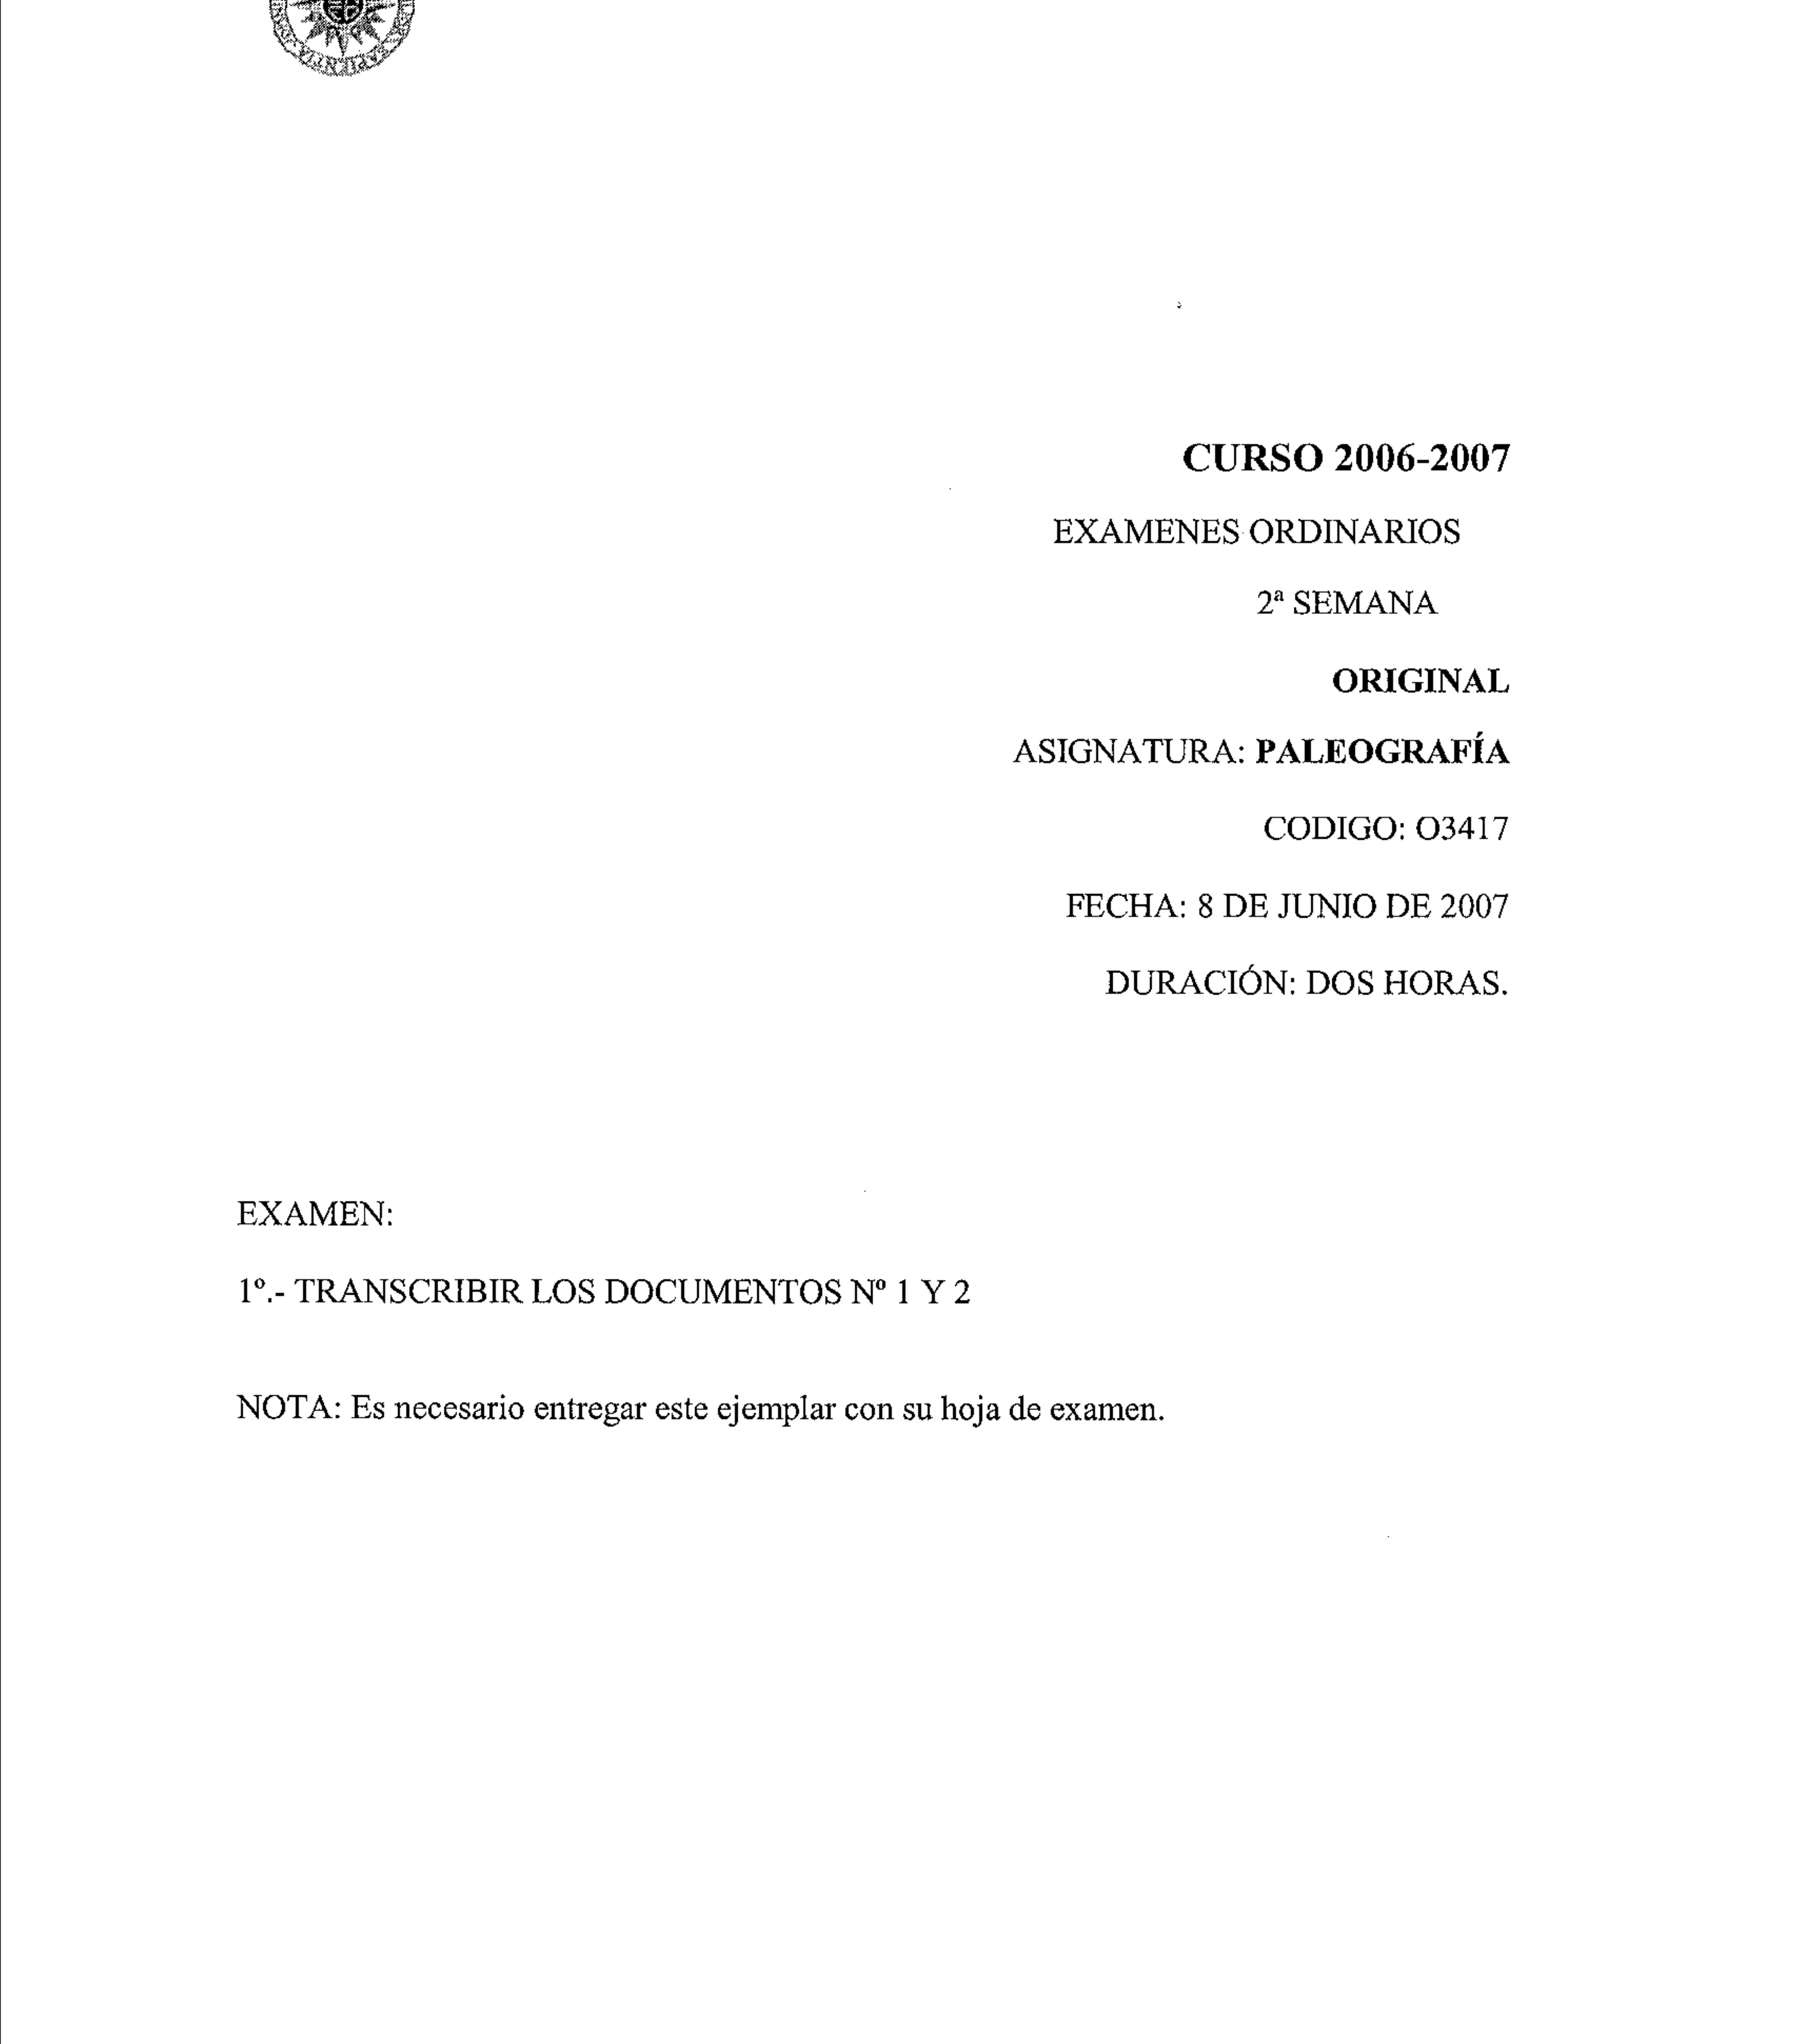 SAPIENTIA
CURSO 2006-2007
EXAMENES ORDINARIOS
2ª SEMANA
ORIGINAL
ASIGNATURA: PALEOGRAFÍA
CODIGO: O3417
FECHA: 8 DE JUNIO DE 2007
DURACIÓN: DOS HORAS.
EXAMEN:
1º.- TRANSCRIBIR LOS DOCUMENTOS Nº 1 Y 2
NOTA: Es necesario entregar este ejemplar con su hoja de examen.